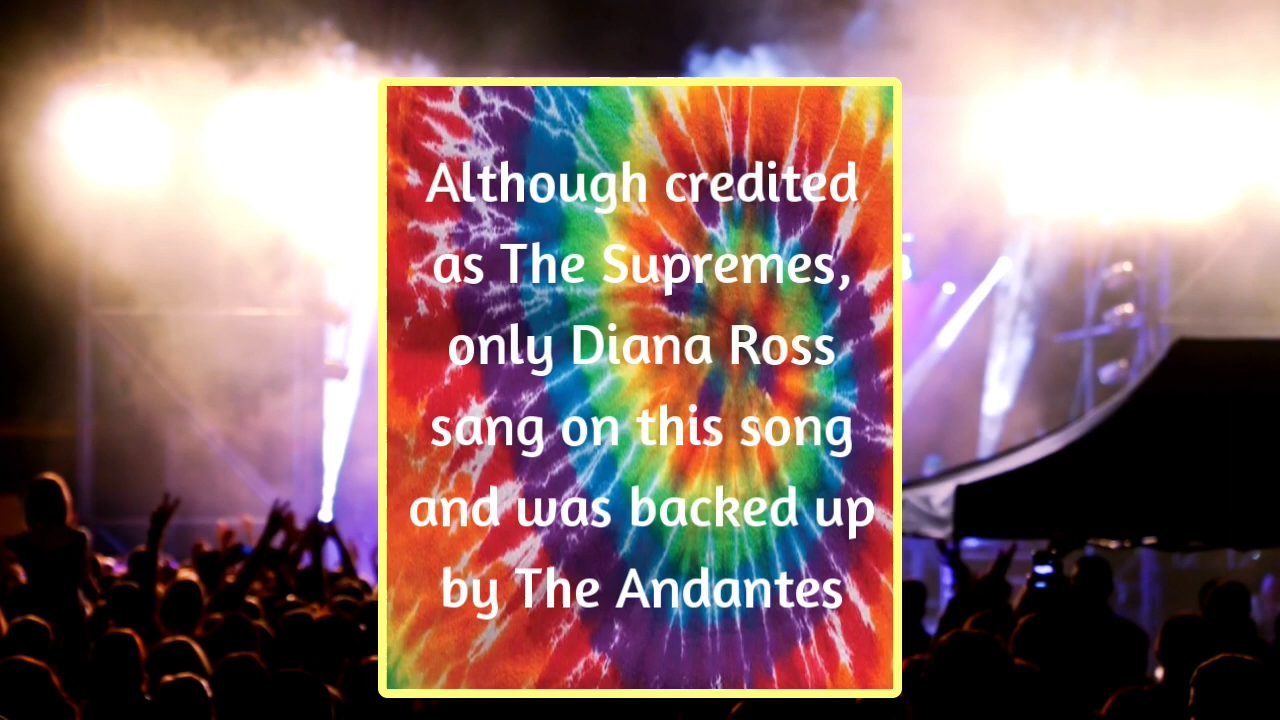 Although credited
as The Supremes,
only Diana Ross
sang on this song
and was backed up
by The Andantes